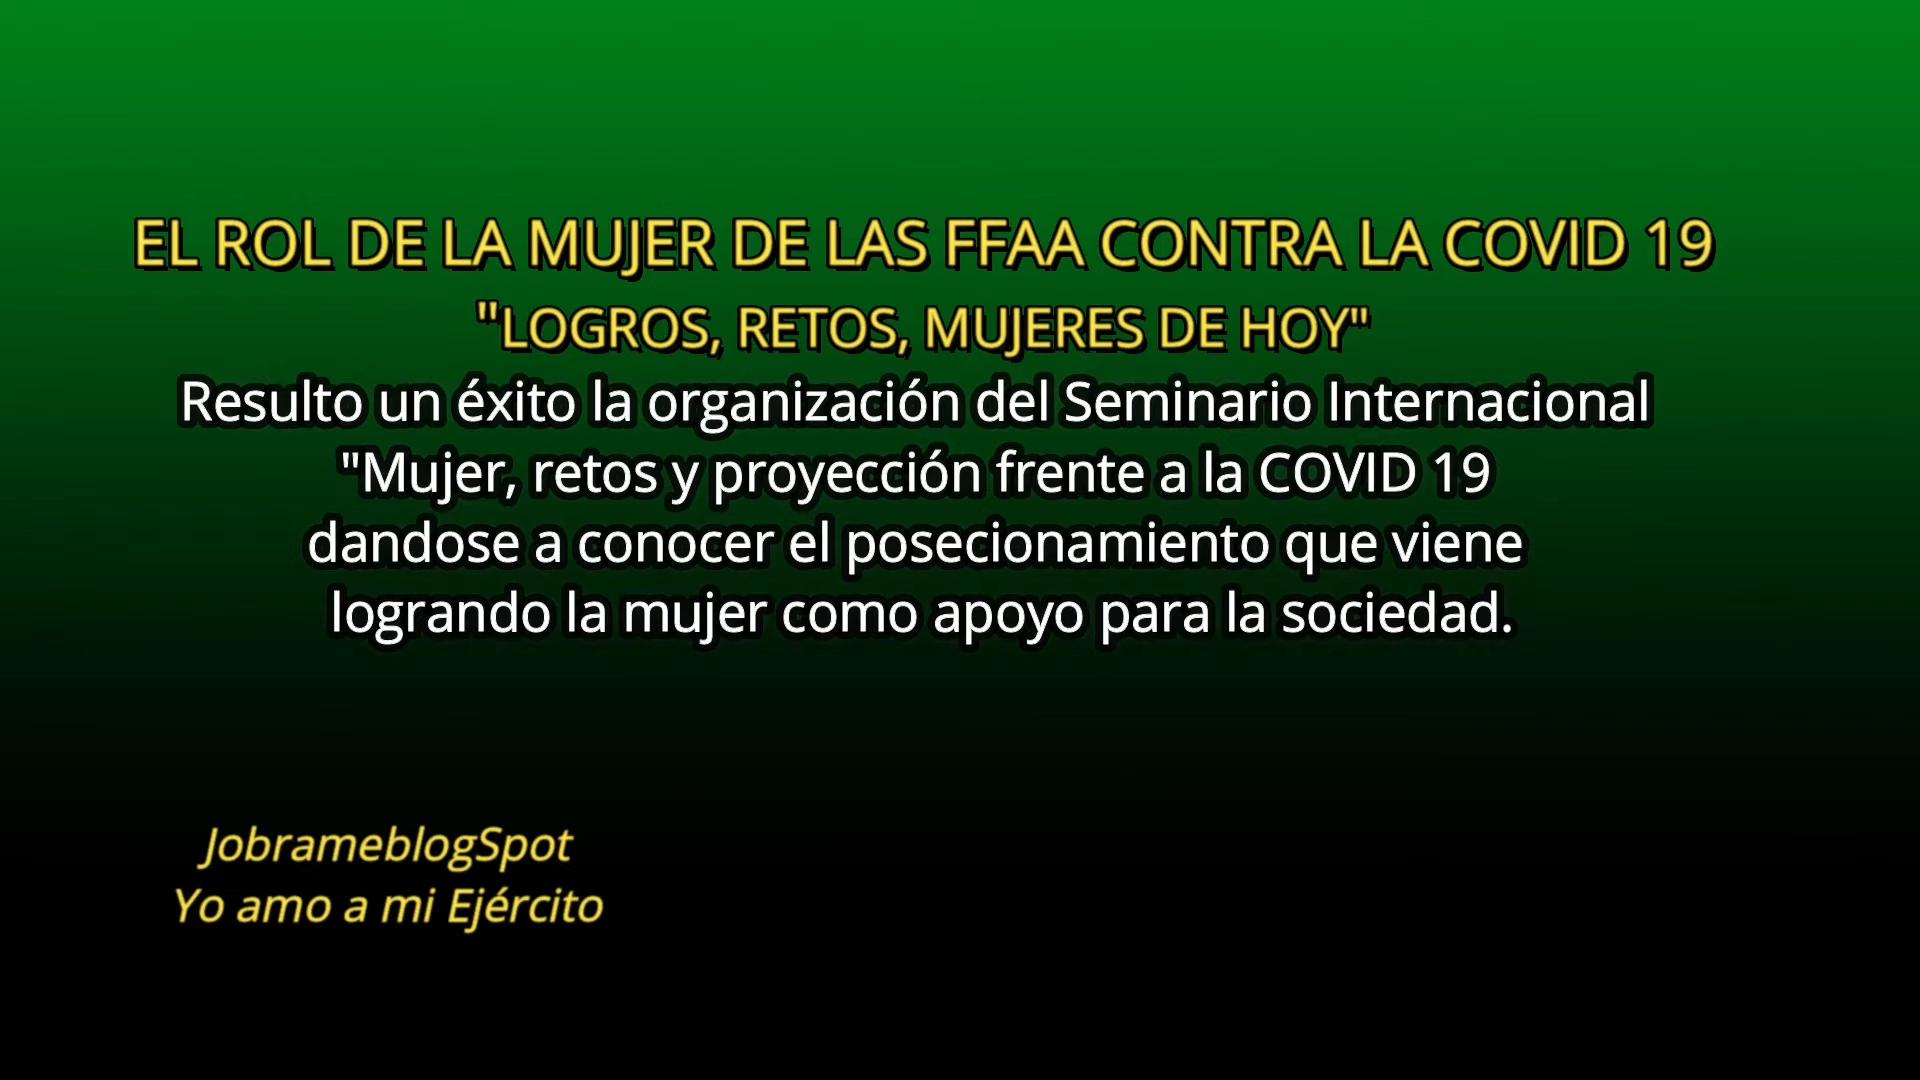 EL ROL DE LA MUJER DE LAS FFAA CONTRA LA COVID 19
"LOGROS, RETOS, MUJERES DE HOY"
Resulto un éxito la organización del Seminario Internacional
"Mujer, retos y proyección frente a la COVID 19
dandose a conocer el posecionamiento que viene
logrando la mujer como apoyo para la sociedad.
JobrameblogSpot
Yo amo a mi Ejército